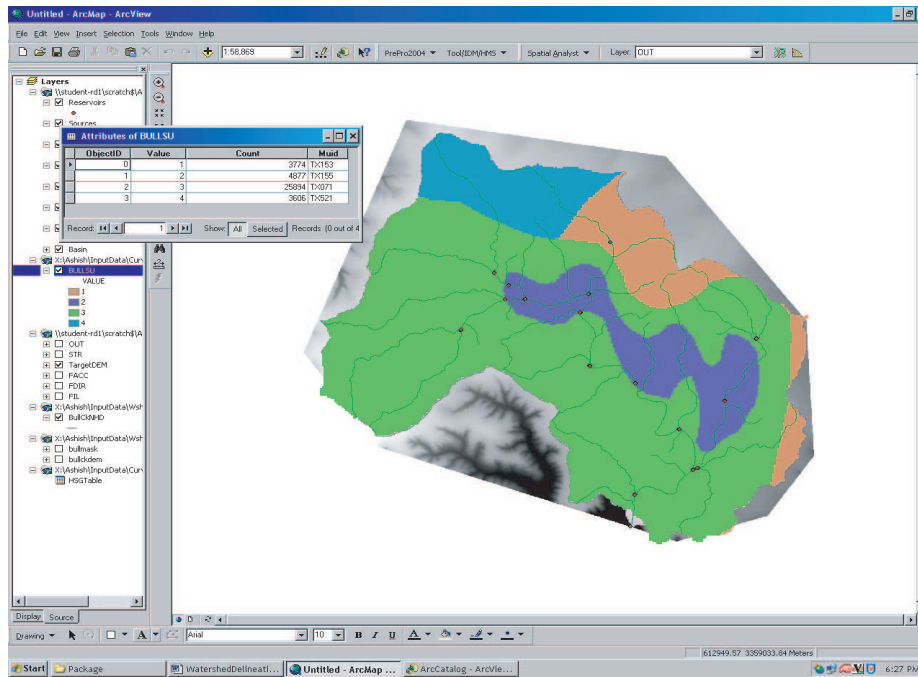 Untitled - ArcMap - ArcView
File Edit View Insert Selection Tools Window Help
1:58,869 PrePro2004 Tool/IDM/HMS Spatial Analyst Layer: OUT
Layers
\\student-rd1\scratch$\A
Reservoirs
Sources
Attributes of BULLSU
ObjectID Value Count Muid
0 1 3774 TX153
1 2 4877 TX155
2 3 25894 TX071
3 4 3606 TX521
Record: 1 Show: All Selected Records (0 out of 4
Basin
X:\Ashish\InputData\Cur
BULLSU
VALUE
1
2
3
4
\\student-rd1\scratch$\A
OUT
STR
TargetDEM
FACC
FDIR
FIL
X:\Ashish\InputData\Wsh
BullCkNHD
X:\Ashish\InputData\Wsh
bullmask
bullckdem
X:\Ashish\InputData\Cur
HSGTable
Display Source
Drawing A Arial 10 B I U A
612949.57 3359033.84 Meters
Start Package WatershedDelineati... Untitled - ArcMap ... ArcCatalog - ArcVie... 6:27 PM